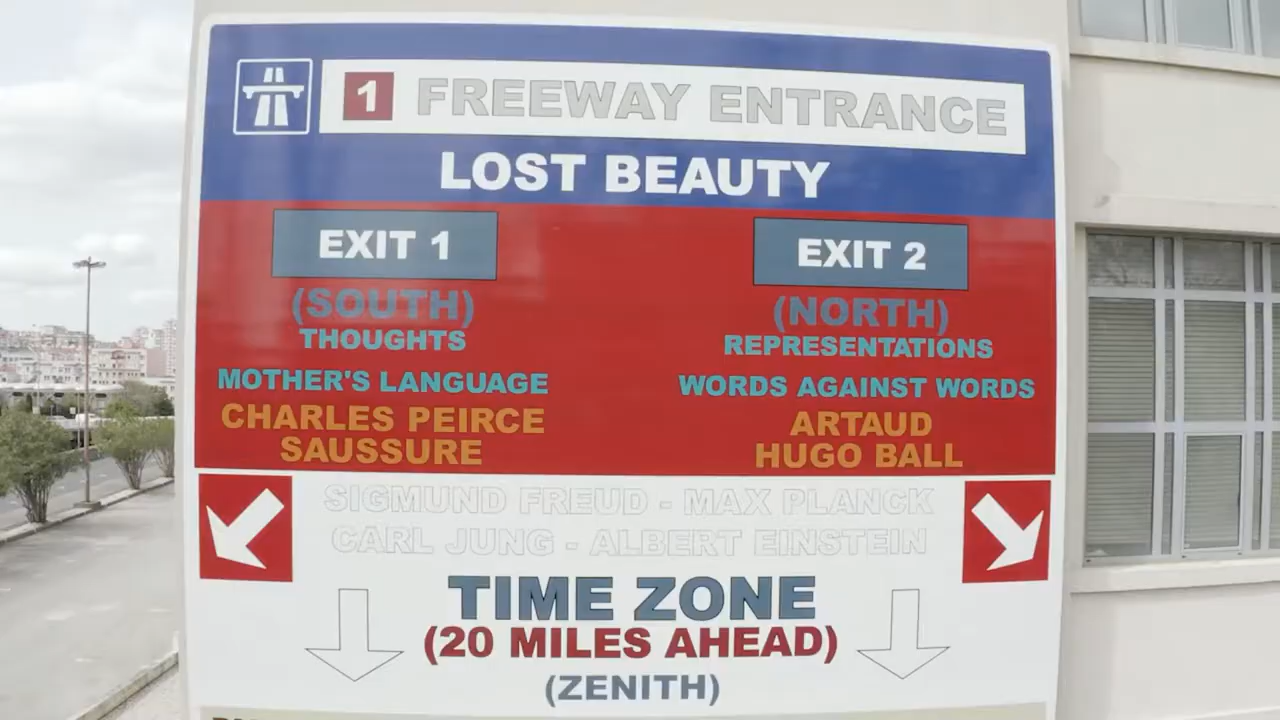 1 FREEWAY ENTRANCE
LOST BEAUTY
EXIT 1
(SOUTH)
THOUGHTS
MOTHER'S LANGUAGE
CHARLES PEIRCE
SAUSSURE
EXIT 2
(NORTH)
REPRESENTATIONS
WORDS AGAINST WORDS
ARTAUD
HUGO BALL
SIGMUND FREUD - MAX PLANCK
CARL JUNG - ALBERT EINSTEIN
TIME ZONE
(20 MILES AHEAD)
(ZENITH)